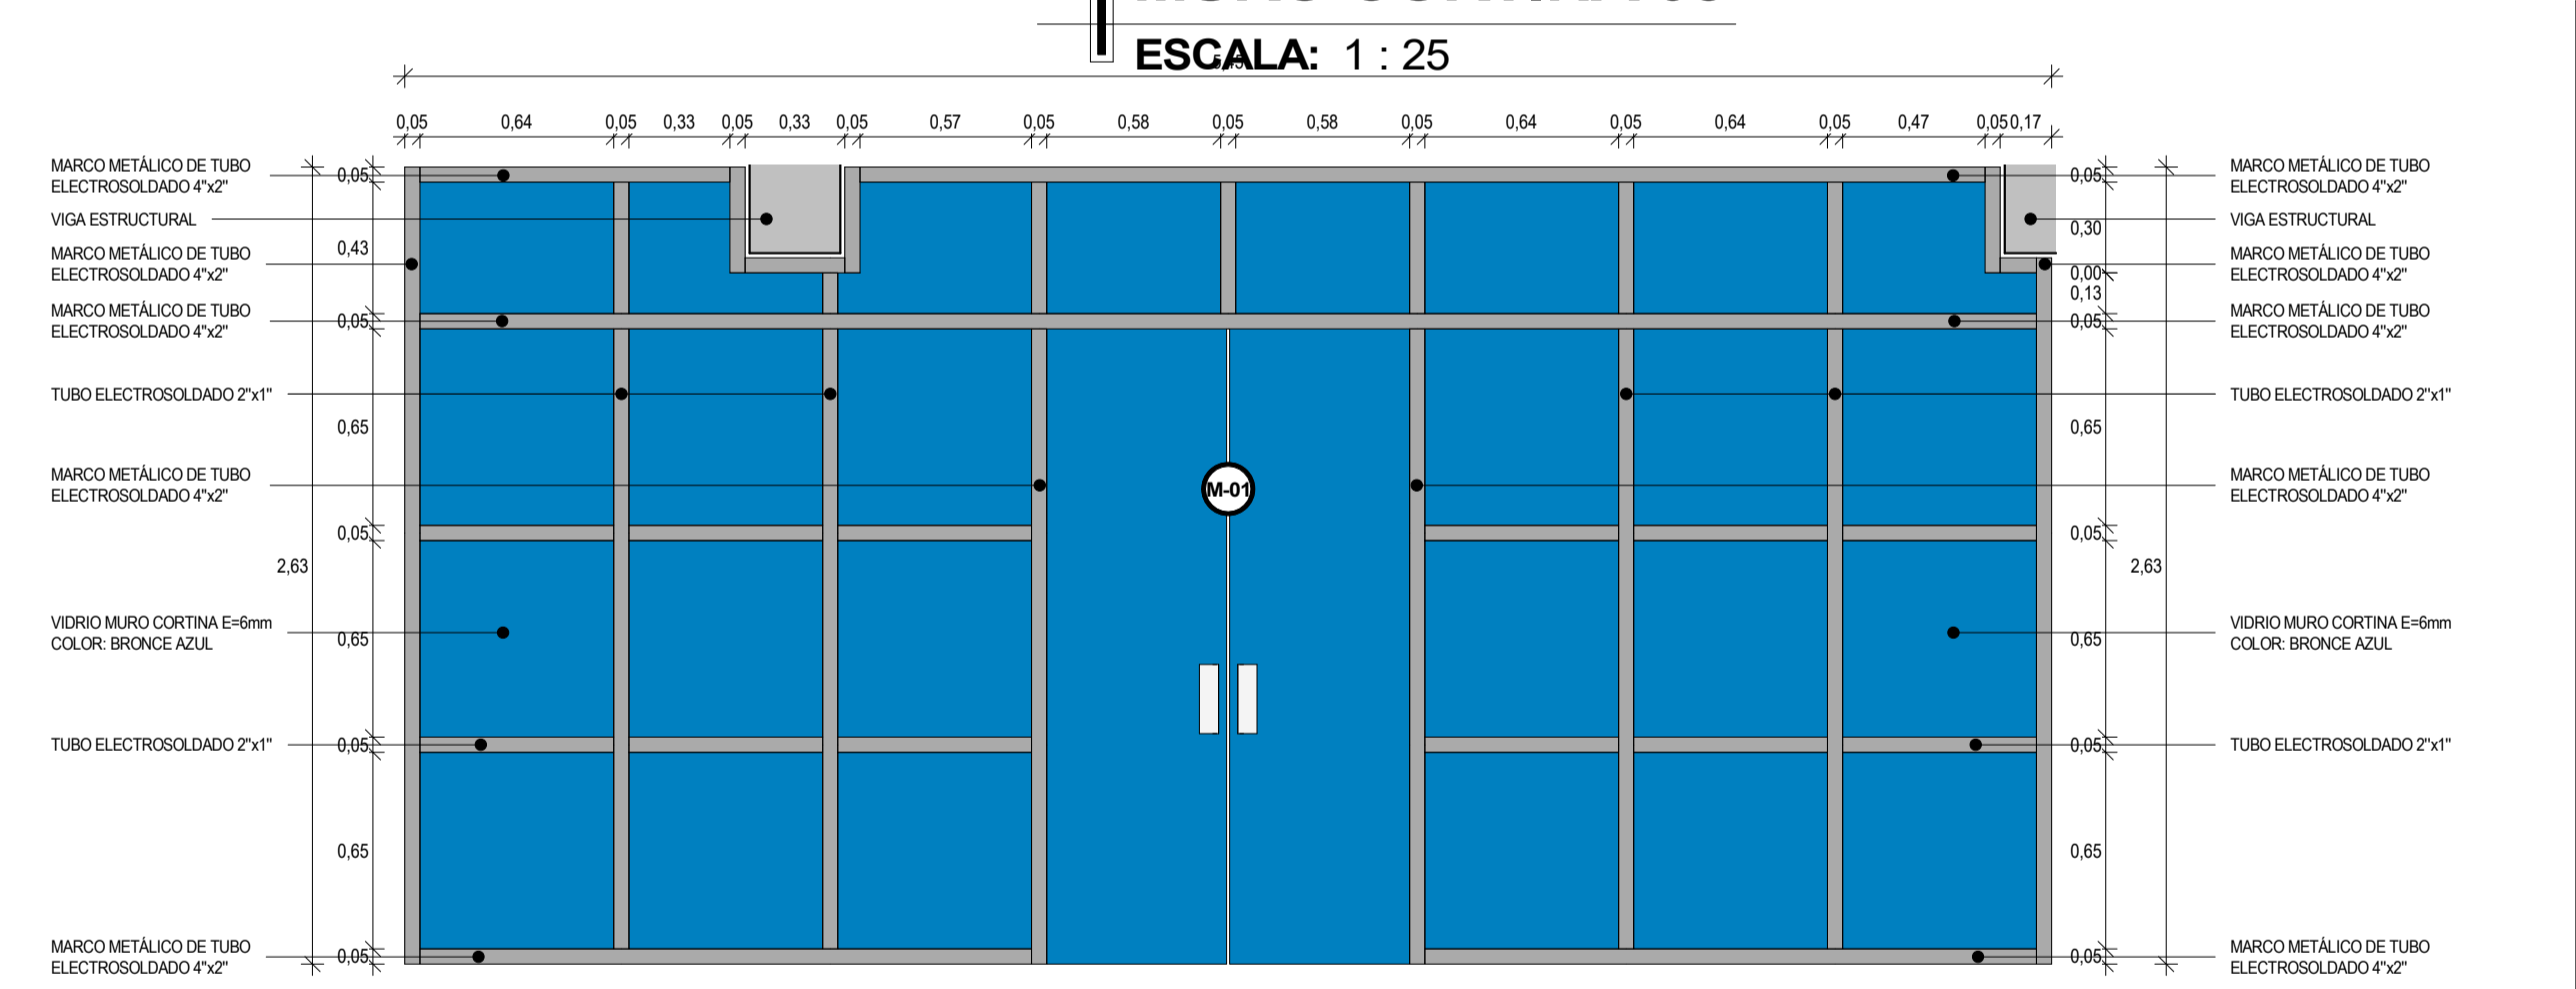 ESCALA: 1 : 25
0,05 0,64 0,05 0,33 0,05 0,33 0,05 0,57 0,05 0,58 0,05 0,58 0,05 0,64 0,05 0,64 0,05 0,47 0,05 0,17
MARCO METÁLICO DE TUBO
ELECTROSOLDADO 4"x2"
VIGA ESTRUCTURAL
MARCO METÁLICO DE TUBO
ELECTROSOLDADO 4"x2"
MARCO METÁLICO DE TUBO
ELECTROSOLDADO 4"x2"
TUBO ELECTROSOLDADO 2"x1"
MARCO METÁLICO DE TUBO
ELECTROSOLDADO 4"x2"
VIDRIO MURO CORTINA E=6mm
COLOR: BRONCE AZUL
TUBO ELECTROSOLDADO 2"x1"
MARCO METÁLICO DE TUBO
ELECTROSOLDADO 4"x2"
2,63
0,05
0,43
0,05
0,65
0,05
0,65
0,05
0,65
0,05
M-01
0,05
0,30
0,00
0,13
0,05
0,65
0,05
0,65
0,05
0,65
0,05
2,63
MARCO METÁLICO DE TUBO
ELECTROSOLDADO 4"x2"
VIGA ESTRUCTURAL
MARCO METÁLICO DE TUBO
ELECTROSOLDADO 4"x2"
MARCO METÁLICO DE TUBO
ELECTROSOLDADO 4"x2"
TUBO ELECTROSOLDADO 2"x1"
MARCO METÁLICO DE TUBO
ELECTROSOLDADO 4"x2"
VIDRIO MURO CORTINA E=6mm
COLOR: BRONCE AZUL
TUBO ELECTROSOLDADO 2"x1"
MARCO METÁLICO DE TUBO
ELECTROSOLDADO 4"x2"